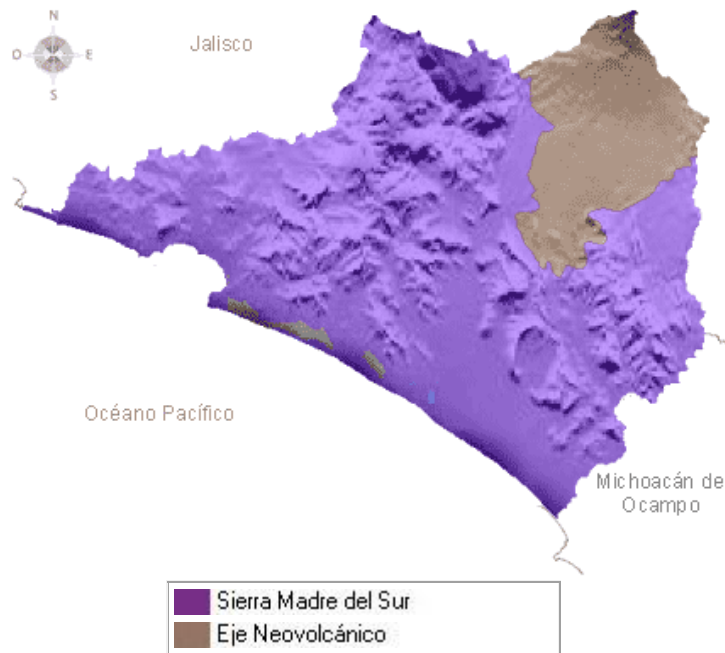 N
O
E
S
Jalisco
Océano Pacífico
Michoacán de
Ocampo
Sierra Madre del Sur
Eje Neovolcánico